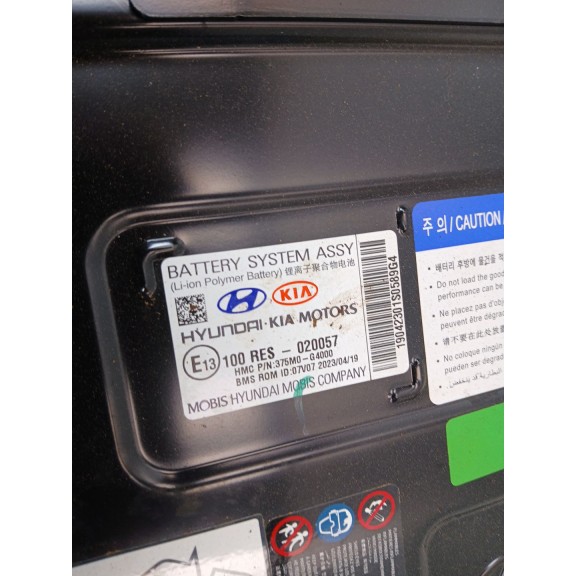 BATTERY SYSTEM ASSY
(Li-ion Polymer Battery) 锂离子聚合物电池
KIA
HYUNDAI·KIA MOTORS
E13 100 RES - 020057
HMC P/N:375M0-G4000
BMS ROM ID:07V07 2023/04/19
MOBIS HYUNDAI MOBIS COMPANY
19042301S0589G4
주 의 / CAUTION /
• 배터리 후방에 물건을 적
• Do not load the good
performance can be
• Ne placez pas d'obj
peuvent être dégrad
• 请不要在此处放
• No coloque ningún
pueden ser degrad